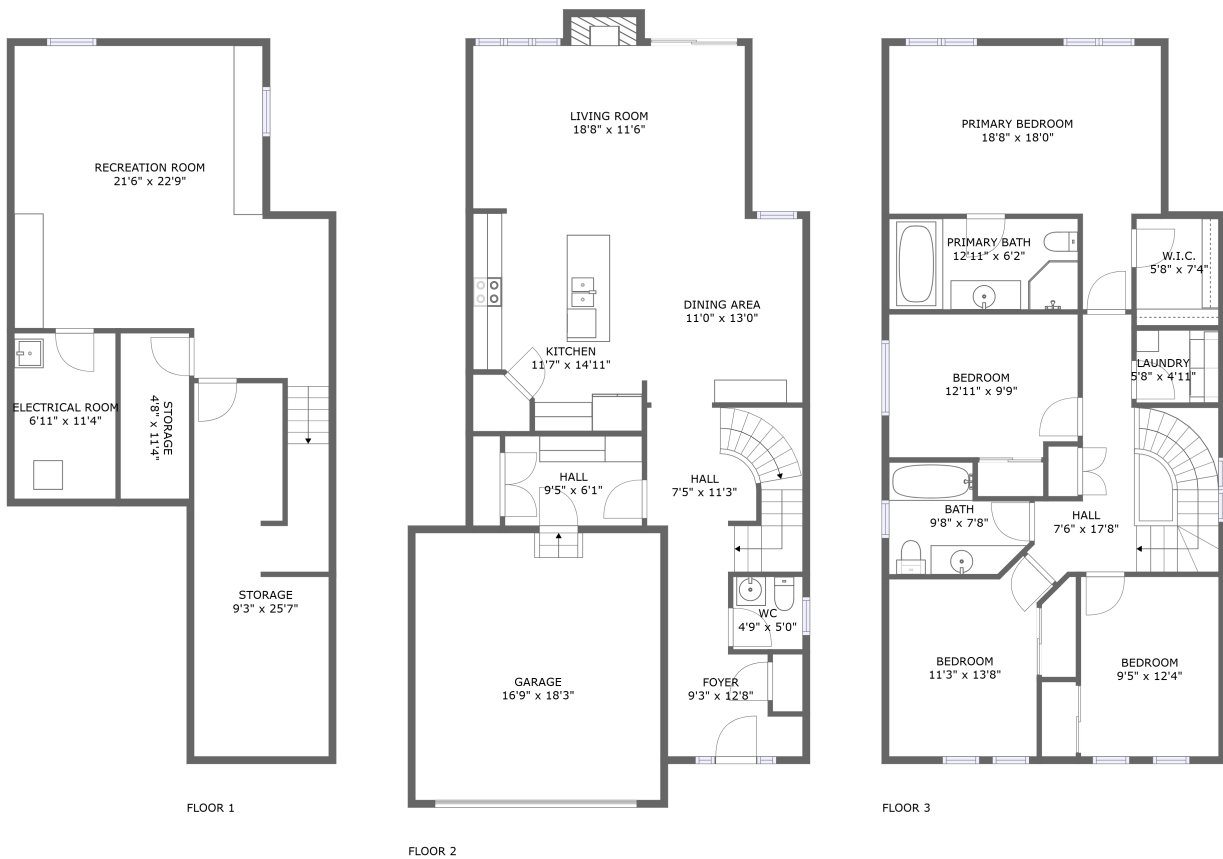 RECREATION ROOM
21'6" x 22'9"
ELECTRICAL ROOM
6'11" x 11'4"
STORAGE
4'8" x 11'4"
STORAGE
9'3" x 25'7"
FLOOR 1
LIVING ROOM
18'8" x 11'6"
DINING AREA
11'0" x 13'0"
KITCHEN
11'7" x 14'11"
HALL
9'5" x 6'1"
HALL
7'5" x 11'3"
WC
4'9" x 5'0"
GARAGE
16'9" x 18'3"
FOYER
9'3" x 12'8"
FLOOR 2
PRIMARY BEDROOM
18'8" x 18'0"
PRIMARY BATH
12'11" x 6'2"
W.I.C.
5'8" x 7'4"
LAUNDRY
5'8" x 4'11"
BEDROOM
12'11" x 9'9"
BATH
9'8" x 7'8"
HALL
7'6" x 17'8"
BEDROOM
11'3" x 13'8"
BEDROOM
9'5" x 12'4"
FLOOR 3